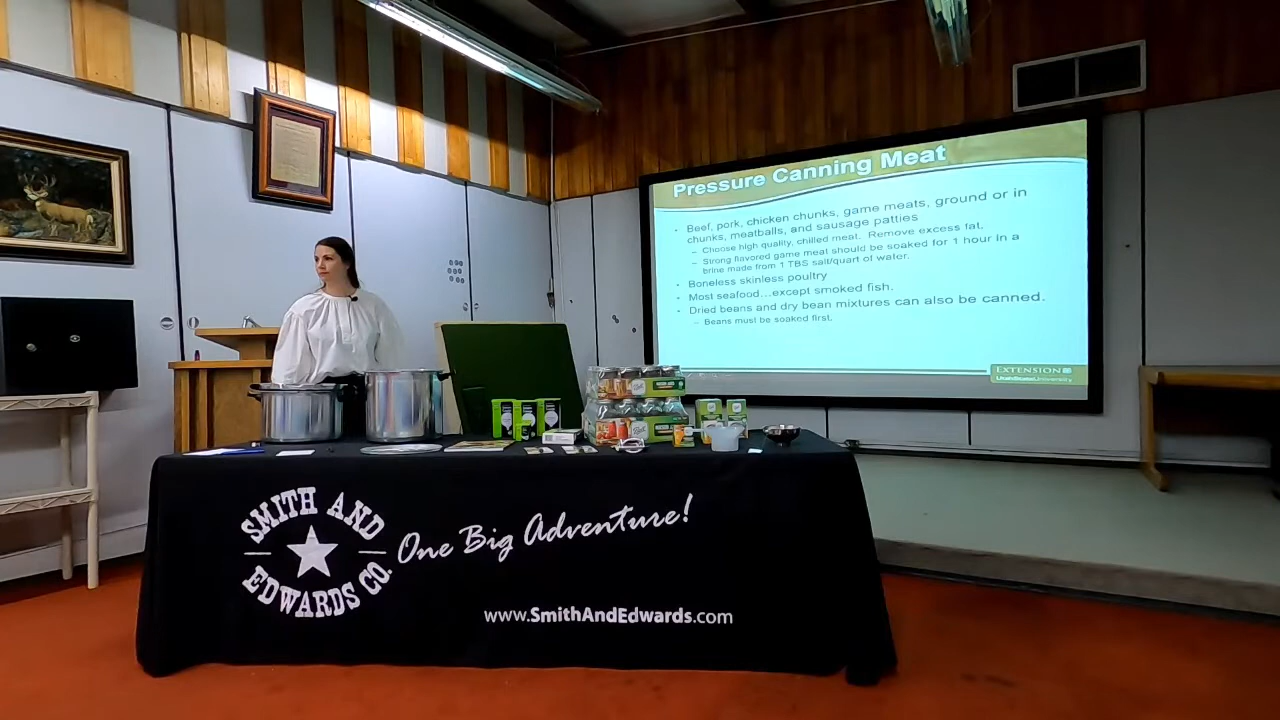 Pressure Canning Meat
• Beef, pork, chicken chunks, game meats, ground or in
chunks, meatballs, and sausage patties
– Choose high quality, chilled meat. Remove excess fat.
– Strong flavored game meat should be soaked for 1 hour in a
brine made from 1 TBS salt/quart of water.
• Boneless skinless poultry
• Most seafood...except smoked fish.
• Dried beans and dry bean mixtures can also be canned.
– Beans must be soaked first.
EXTENSION
UtahStateUniversity
Ball
SMITH AND
EDWARDS CO.
One Big Adventure!
www.SmithAndEdwards.com